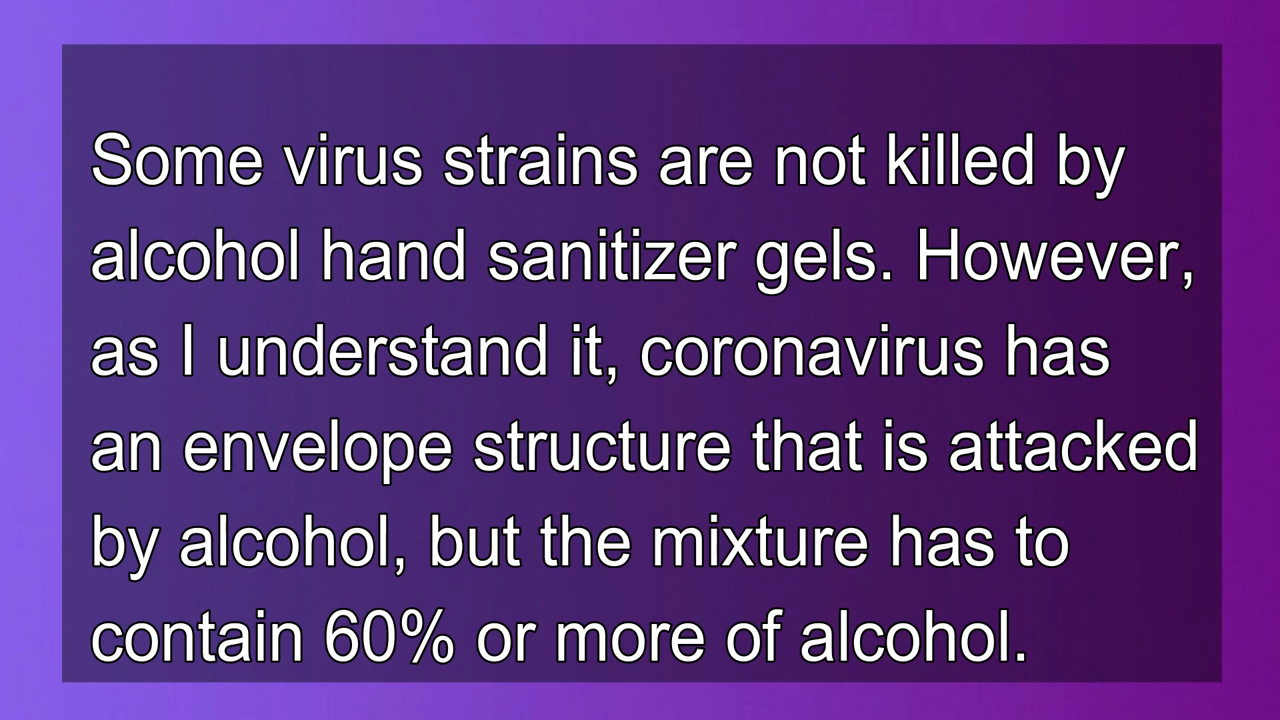 Some virus strains are not killed by
alcohol hand sanitizer gels. However,
as I understand it, coronavirus has
an envelope structure that is attacked
by alcohol, but the mixture has to
contain 60% or more of alcohol.